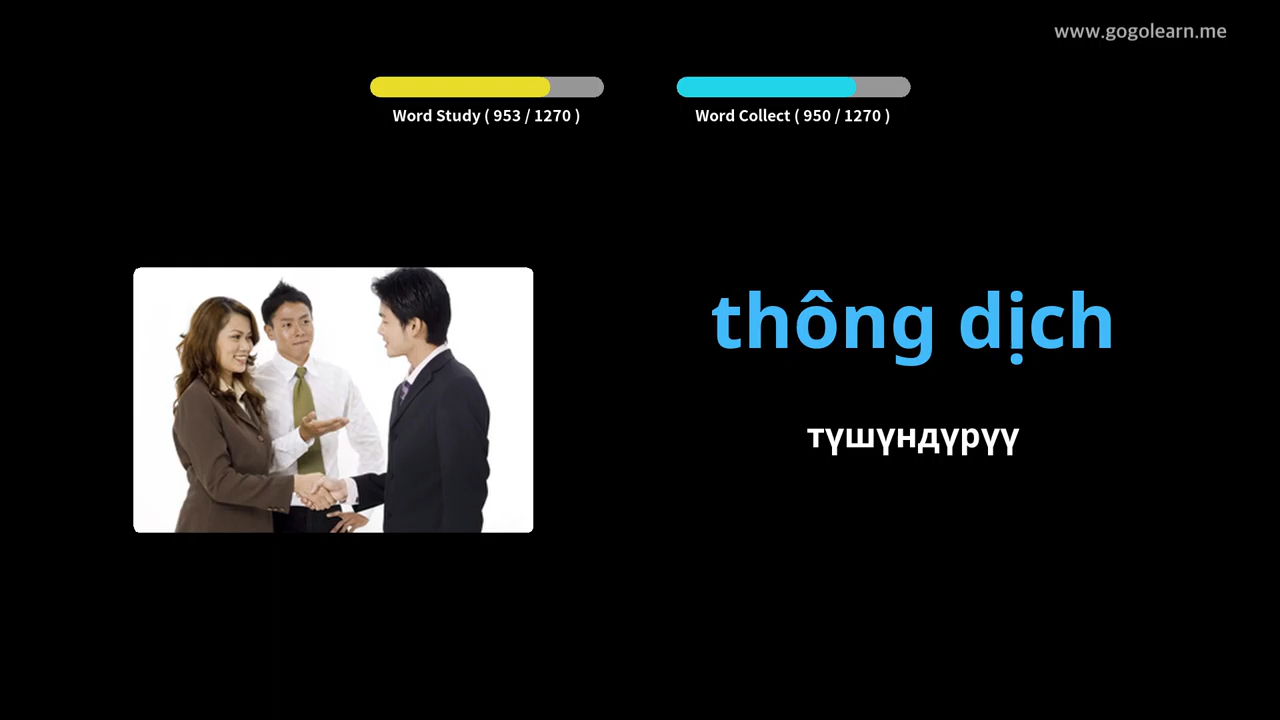 www.gogolearn.me
Word Study ( 953 / 1270 )
Word Collect ( 950 / 1270 )
thông dịch
түшүндүрүү